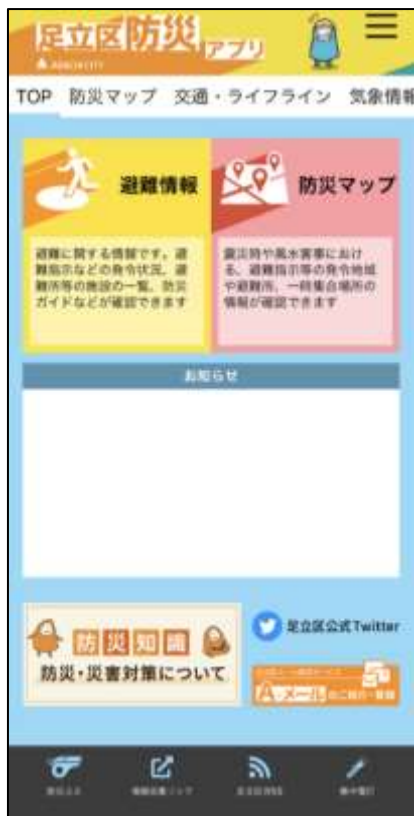 足立区防災アプリ
ADACHI CITY
TOP 防災マップ 交通・ライフライン 気象情報
避難情報
防災マップ
避難に関する情報です。避
難指示などの発令状況、避
難所等の施設の一覧、防災
ガイドなどが確認できます
震災時や風水害事におけ
る、避難指示等の発令地域
や避難所、一時集合場所の
情報が確認できます
お知らせ
防災知識
防災・災害対策について
足立区公式Twitter
A-メール
懐中電灯